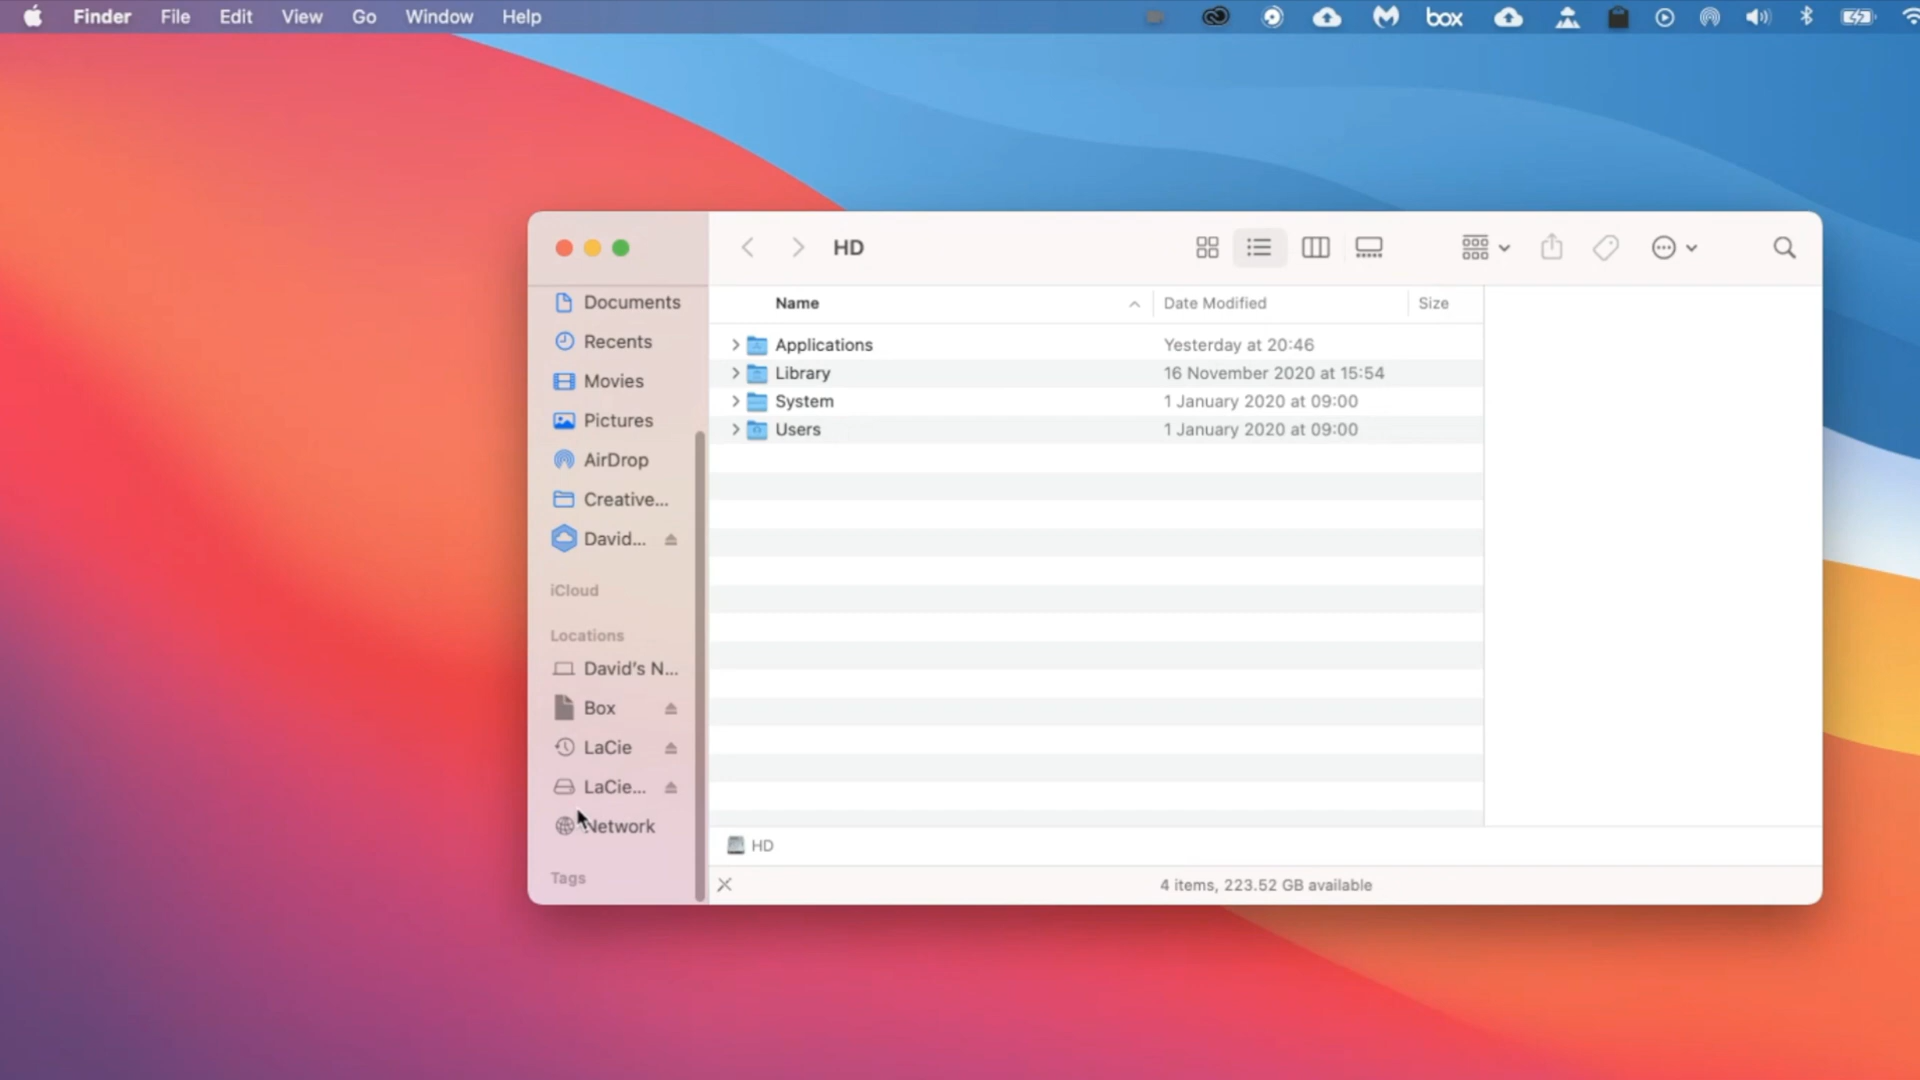 Finder File Edit View Go Window Help box
HD
Documents
Recents
Movies
Pictures
AirDrop
Creative...
David...
iCloud
Locations
David's N...
Box
LaCie
LaCie...
Network
Tags
Name Date Modified Size
Applications Yesterday at 20:46
Library 16 November 2020 at 15:54
System 1 January 2020 at 09:00
Users 1 January 2020 at 09:00
HD
4 items, 223.52 GB available